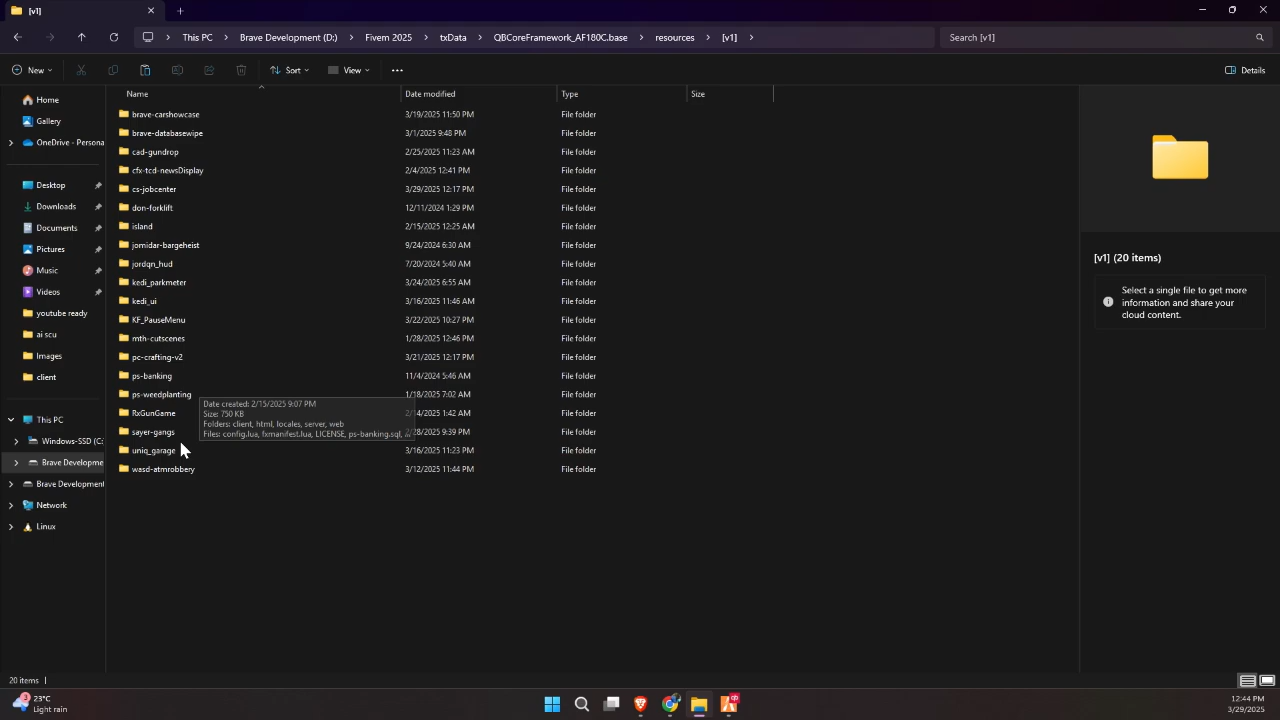 [v1]
This PC > Brave Development (D:) > Fivem 2025 > txData > QBCoreFramework_AF180C.base > resources > [v1] >
Search [v1]
New
Sort
View
Details
Name Date modified Type Size
Home
Gallery
OneDrive - Persona
Desktop
Downloads
Documents
Pictures
Music
Videos
youtube ready
ai scu
Images
client
This PC
Windows-SSD (C:
Brave Developme
Brave Development
Network
Linux
brave-carshowcase 3/19/2025 11:50 PM File folder
brave-databasewipe 3/1/2025 9:48 PM File folder
cad-gundrop 2/25/2025 11:23 AM File folder
cfx-tcd-newsDisplay 2/4/2025 12:41 PM File folder
cs-jobcenter 3/29/2025 12:17 PM File folder
don-forklift 12/11/2024 1:29 PM File folder
island 2/15/2025 12:25 AM File folder
jomidar-bargeheist 9/24/2024 6:30 AM File folder
jordqn_hud 7/20/2024 5:40 AM File folder
kedi_parkmeter 3/24/2025 6:55 AM File folder
kedi_ui 3/16/2025 11:46 AM File folder
KF_PauseMenu 3/22/2025 10:27 PM File folder
mth-cutscenes 1/28/2025 12:46 PM File folder
pc-crafting-v2 3/21/2025 12:17 PM File folder
ps-banking 11/4/2024 5:46 AM File folder
ps-weedplanting 1/18/2025 7:02 AM File folder
RxGunGame 2/14/2025 1:42 AM File folder
sayer-gangs 2/28/2025 9:39 PM File folder
uniq_garage 3/16/2025 11:23 PM File folder
wasd-atmrobbery 3/12/2025 11:44 PM File folder
Date created: 2/15/2025 9:07 PM
Size: 750 KB
Folders: client, html, locales, server, web
Files: config.lua, fxmanifest.lua, LICENSE, ps-banking.sql, ...
[v1] (20 items)
Select a single file to get more
information and share your
cloud content.
20 items
3
23°C
Light rain
12:44 PM
3/29/2025